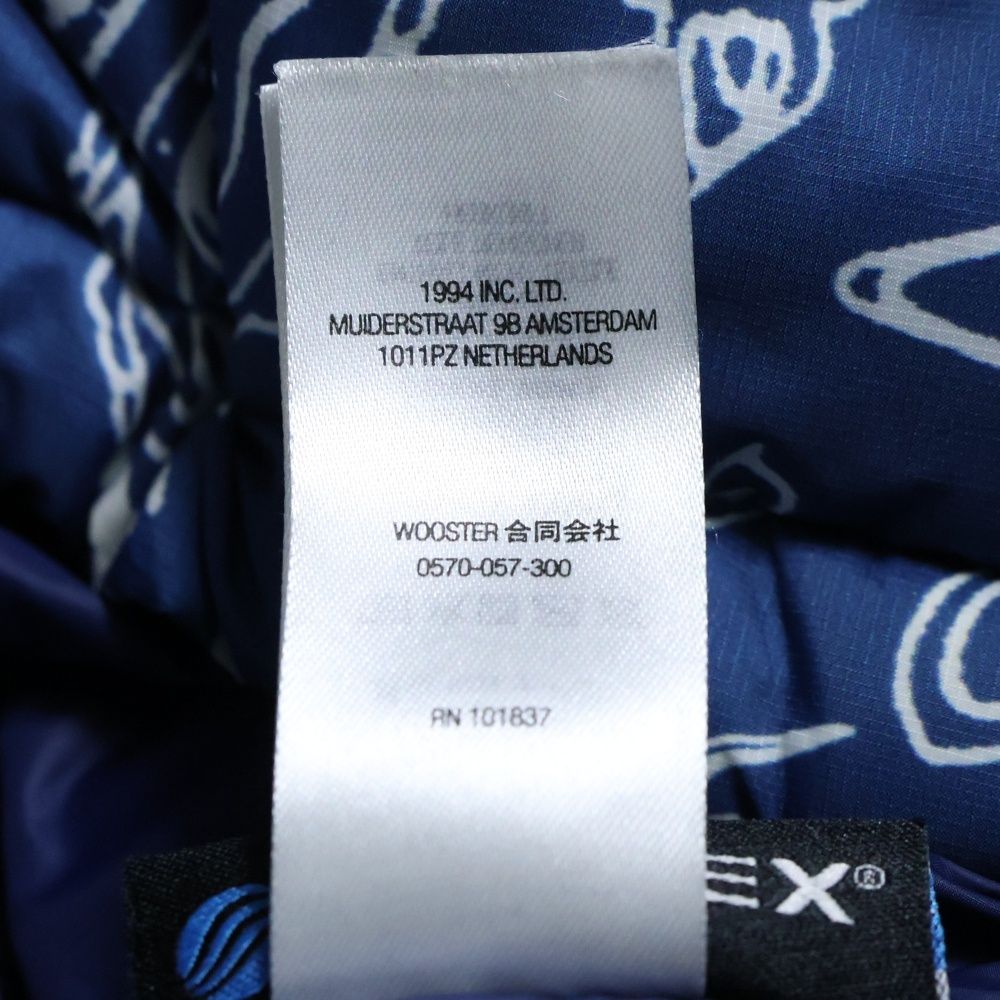 1994 INC. LTD.
MUIDERSTRAAT 9B AMSTERDAM
1011PZ NETHERLANDS
WOOSTER 合同会社
0570-057-300
RN 101837
EX®